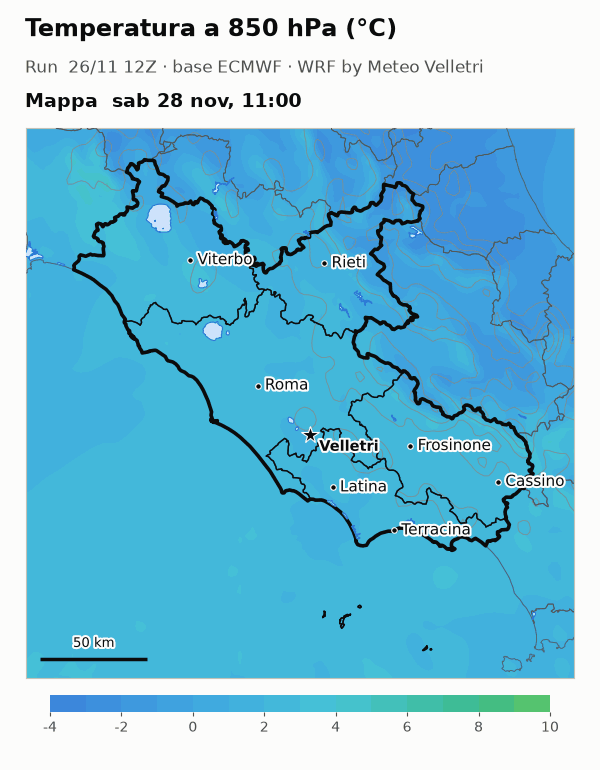 Temperatura a 850 hPa (°C)
Run  26/11 12Z · base ECMWF · WRF by Meteo Velletri
Mappa  sab 28 nov, 11:00
Viterbo
Rieti
Roma
Velletri
Frosinone
Cassino
Latina
Terracina
50 km
-4 -2 0 2 4 6 8 10